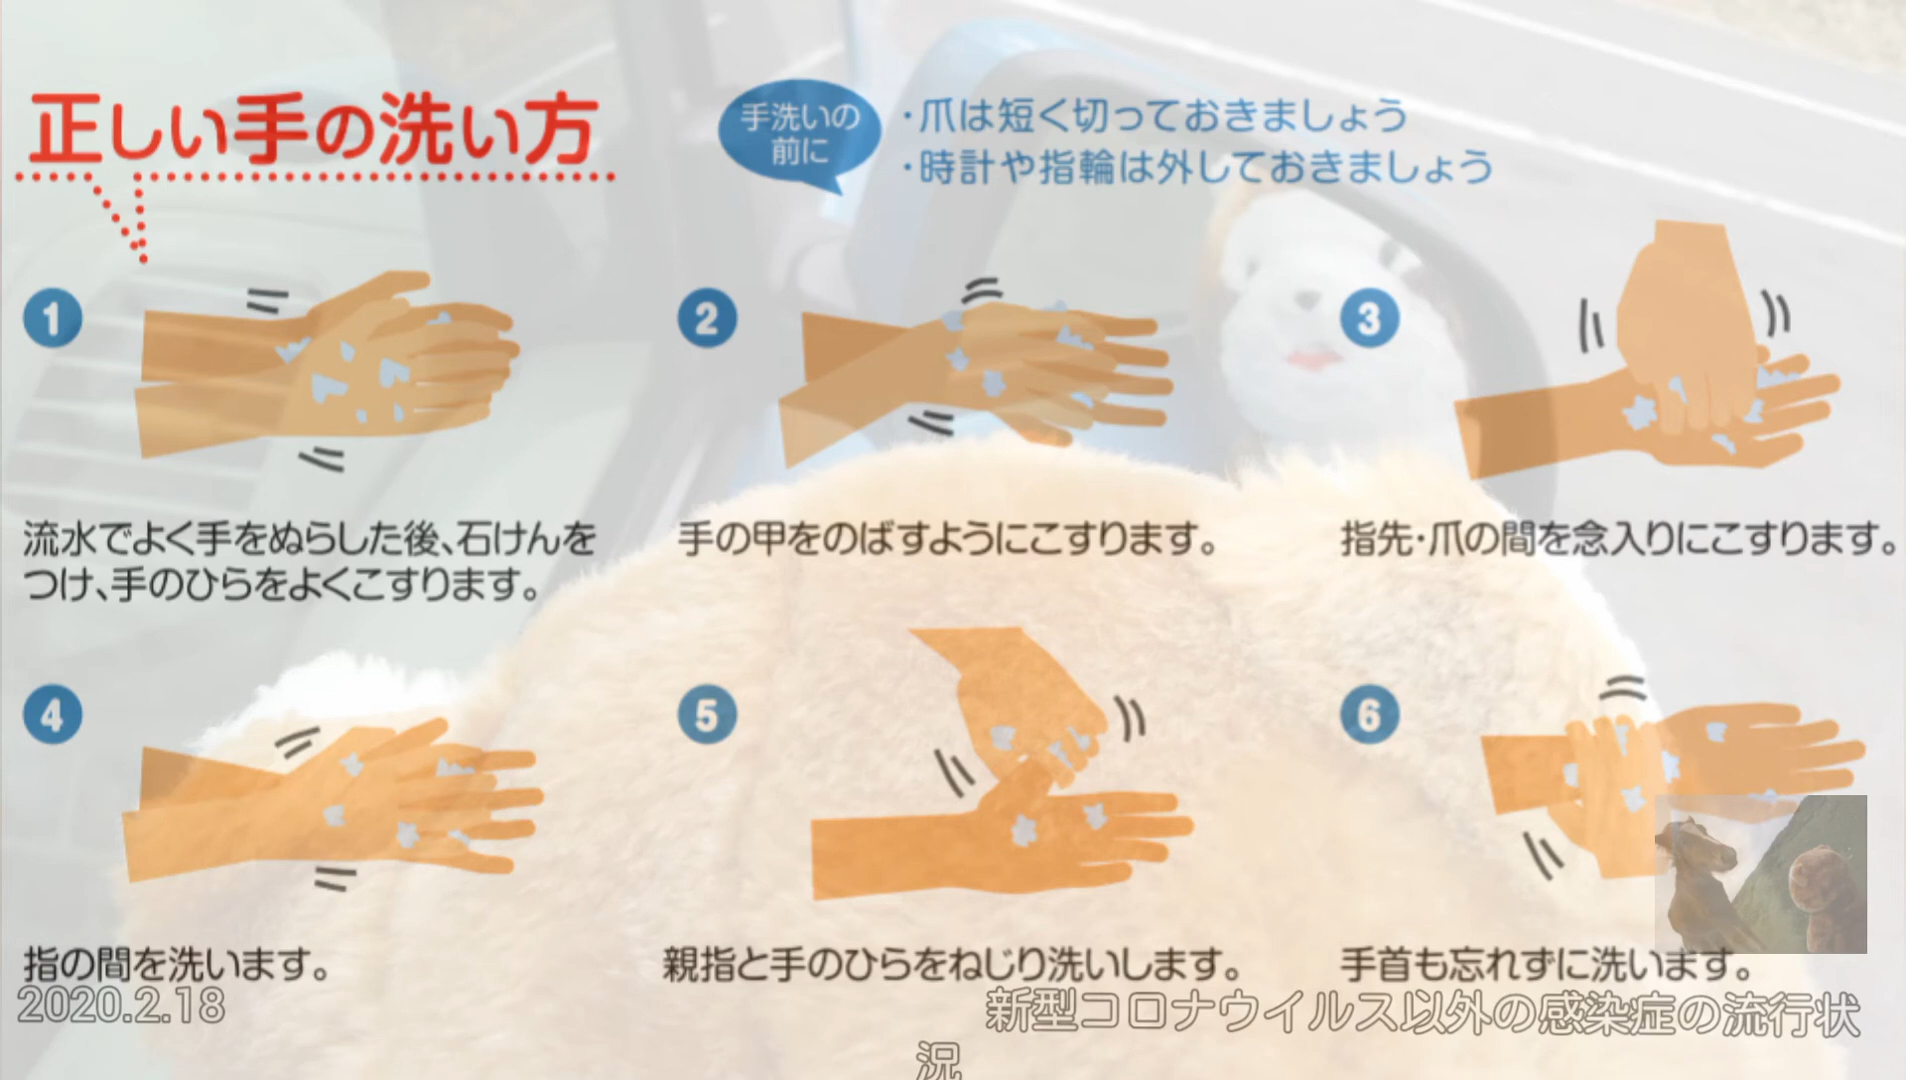 正しい手の洗い方
手洗いの
前に
・爪は短く切っておきましょう
・時計や指輪は外しておきましょう
1
2
3
流水でよく手をぬらした後、石けんを
つけ、手のひらをよくこすります。
手の甲をのばすようにこすります。
指先・爪の間を念入りにこすります。
4
5
6
指の間を洗います。
親指と手のひらをねじり洗いします。
手首も忘れずに洗います。
2020.2.18
新型コロナウイルス以外の感染症の流行状
況